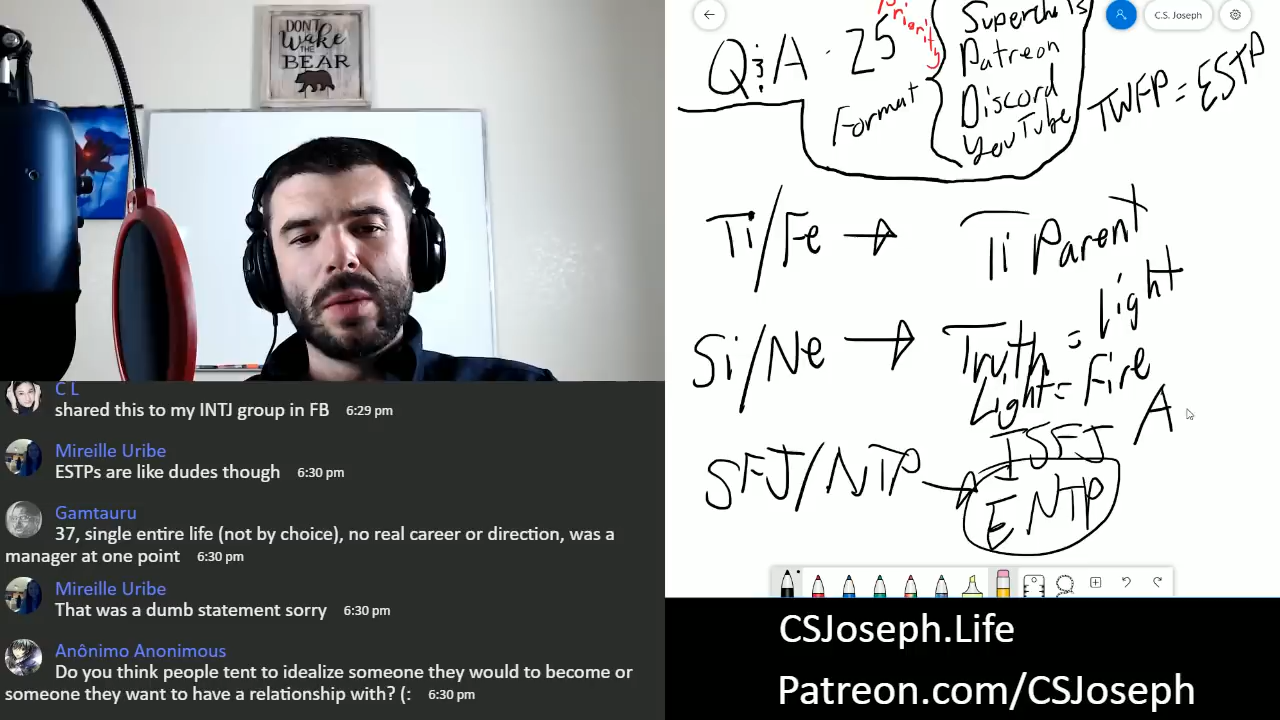 DON'T
Wake
THE
BEAR
C L
shared this to my INTJ group in FB 6:29 pm
Mireille Uribe
ESTPs are like dudes though 6:30 pm
Gamtauru
37, single entire life (not by choice), no real career or direction, was a
manager at one point 6:30 pm
Mireille Uribe
That was a dumb statement sorry 6:30 pm
Anônimo Anonimous
Do you think people tent to idealize someone they would to become or
someone they want to have a relationship with? (: 6:30 pm
C.S. Joseph
Q&A · 25
Priority
Format
Patreon
Discord
YouTube
TWFP = ESTP
Ti/Fe → Ti Parent
Si/Ne → Truth = Light
Light = Fire
SFJ/NTP → ISFJ
ENTP
A
CSJoseph.Life
Patreon.com/CSJoseph